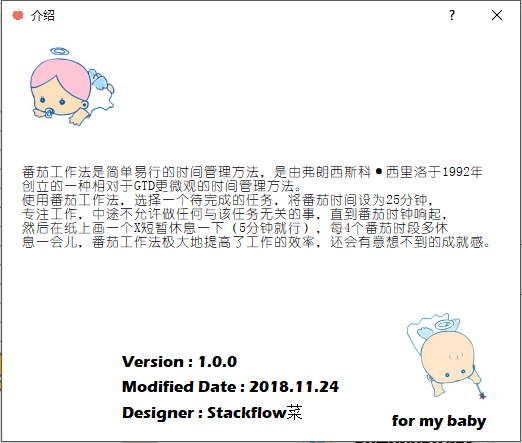 介绍
番茄工作法是简单易行的时间管理方法，是由弗朗西斯科•西里洛于1992年
创立的一种相对于GTD更微观的时间管理方法。
使用番茄工作法，选择一个待完成的任务，将番茄时间设为25分钟，
专注工作，中途不允许做任何与该任务无关的事，直到番茄时钟响起，
然后在纸上画一个X短暂休息一下（5分钟就行），每4个番茄时段多休
息一会儿，番茄工作法极大地提高了工作的效率，还会有意想不到的成就感。
Version : 1.0.0
Modified Date : 2018.11.24
Designer : Stackflow菜
for my baby